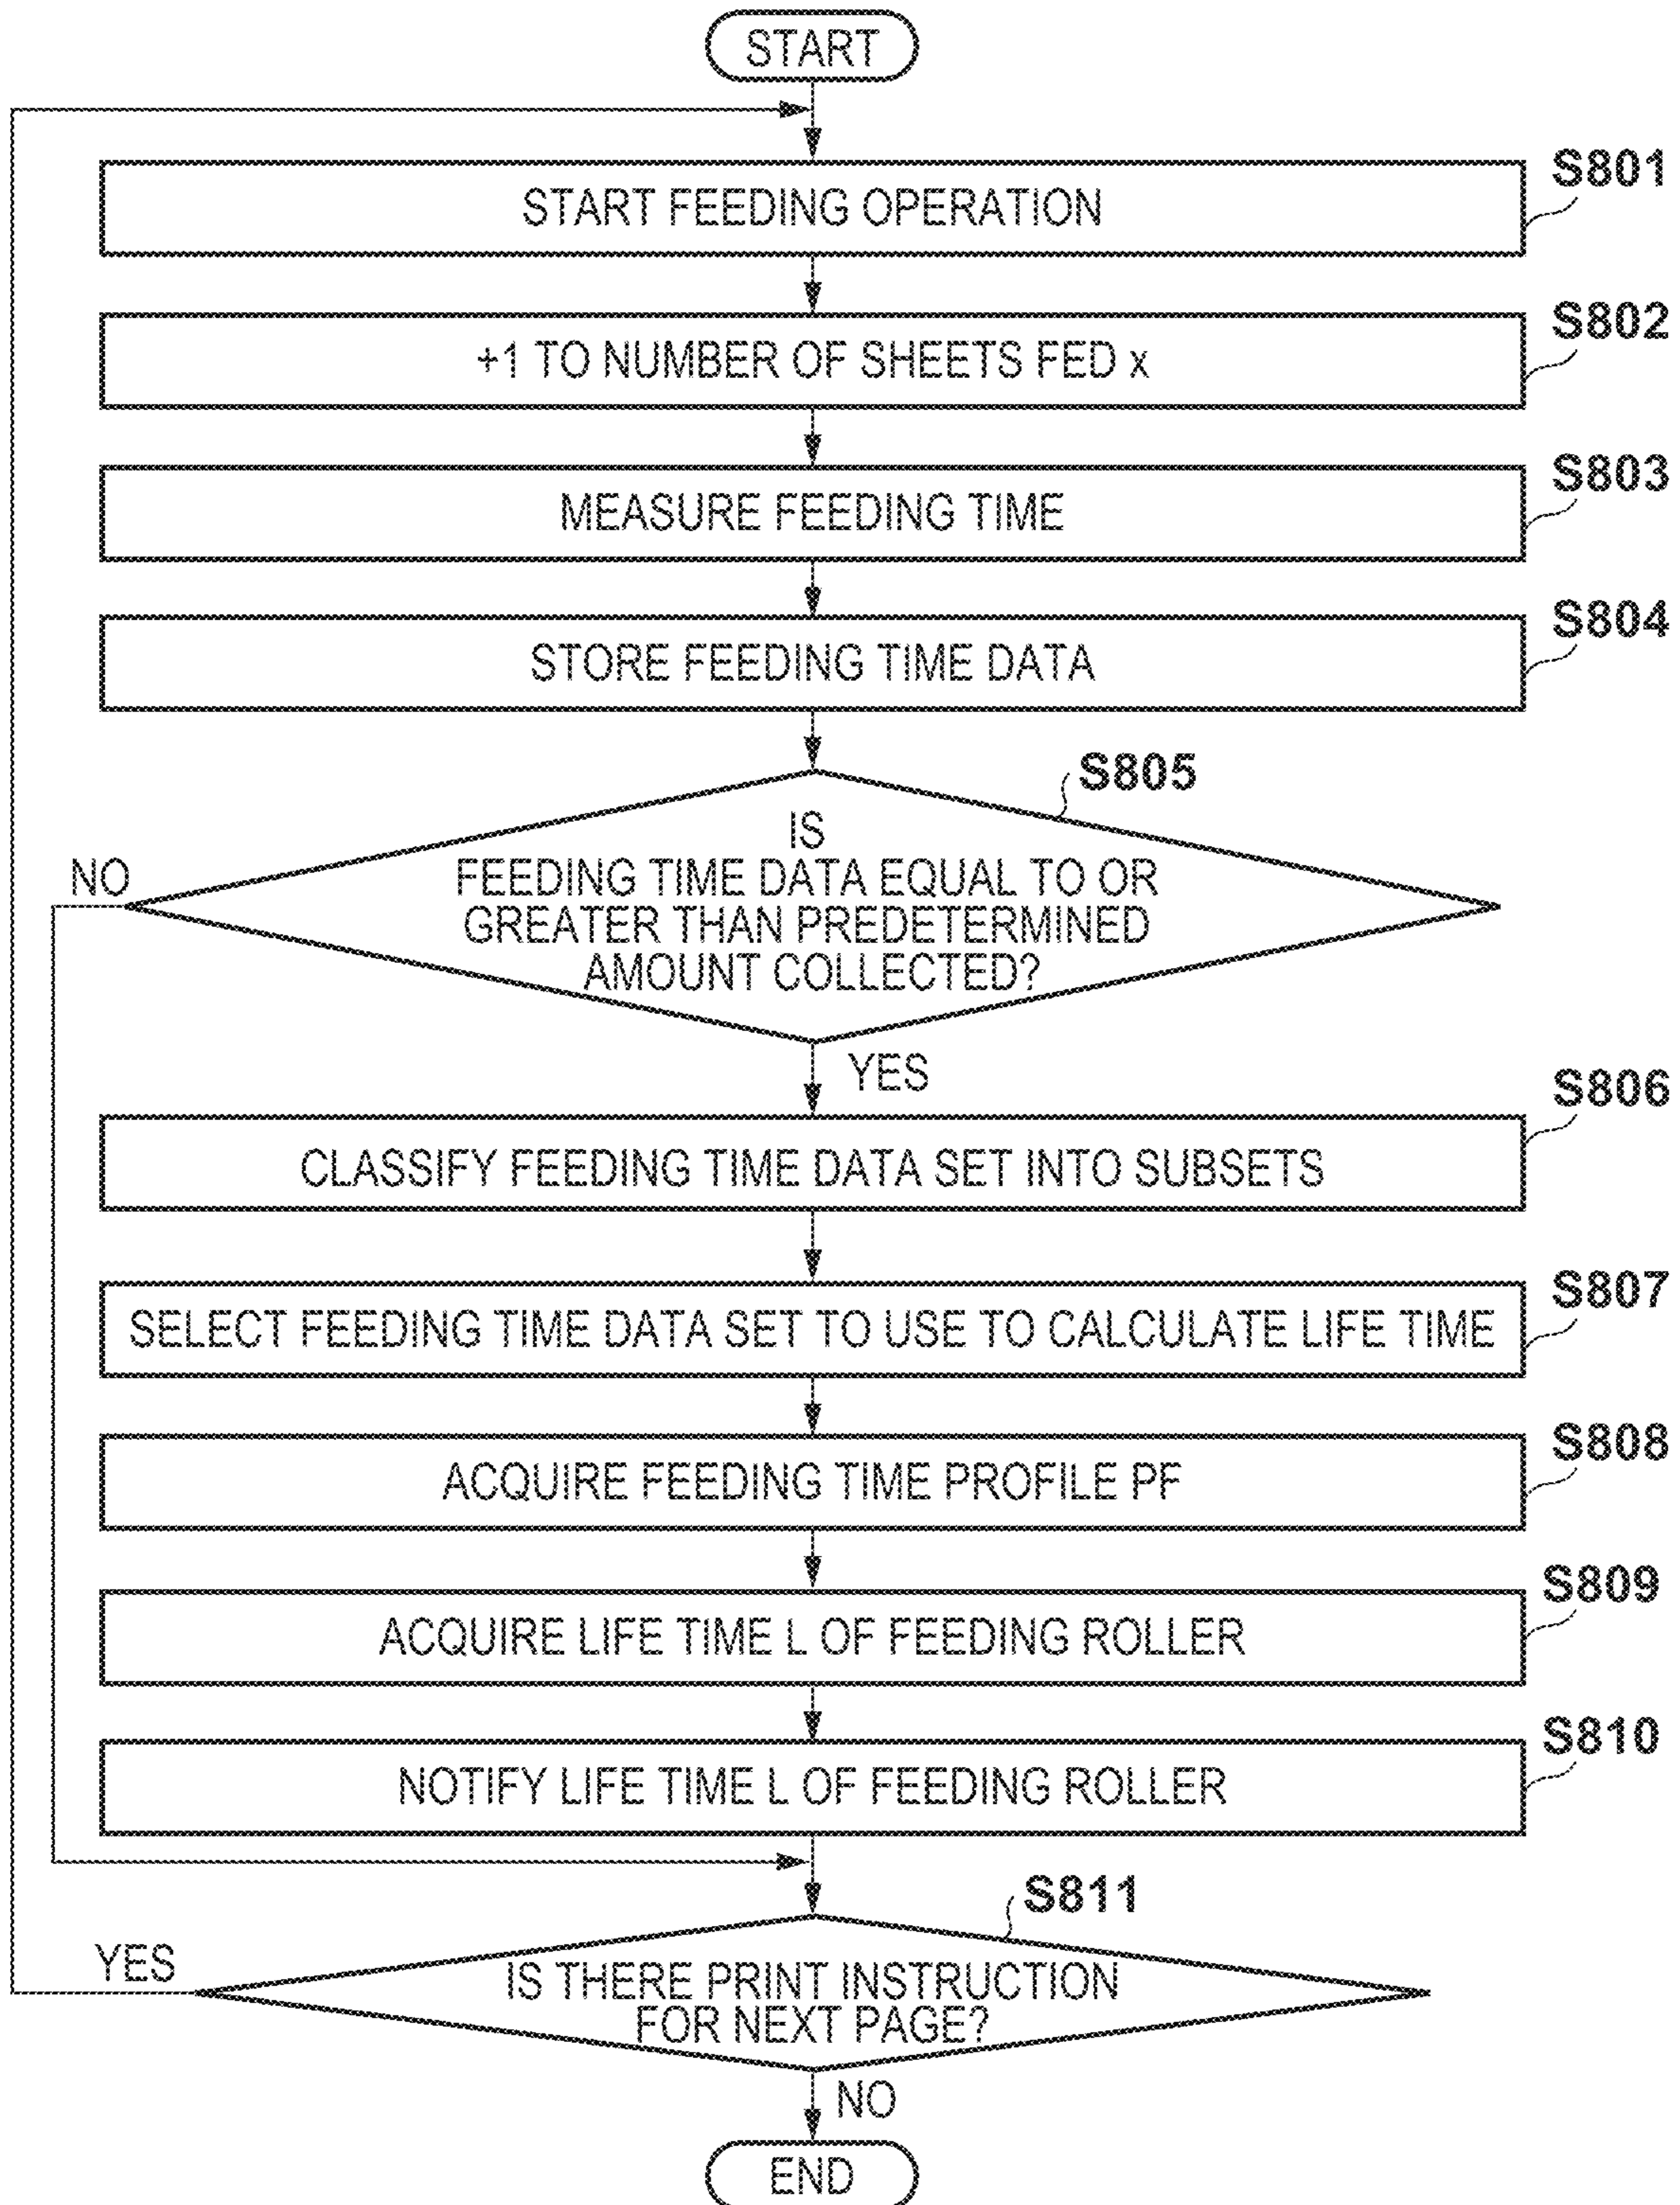 START
S801
START FEEDING OPERATION
S802
+1 TO NUMBER OF SHEETS FED x
S803
MEASURE FEEDING TIME
S804
STORE FEEDING TIME DATA
S805
IS
FEEDING TIME DATA EQUAL TO OR
GREATER THAN PREDETERMINED
AMOUNT COLLECTED?
NO
YES
S806
CLASSIFY FEEDING TIME DATA SET INTO SUBSETS
S807
SELECT FEEDING TIME DATA SET TO USE TO CALCULATE LIFE TIME
S808
ACQUIRE FEEDING TIME PROFILE PF
S809
ACQUIRE LIFE TIME L OF FEEDING ROLLER
S810
NOTIFY LIFE TIME L OF FEEDING ROLLER
S811
YES
IS THERE PRINT INSTRUCTION
FOR NEXT PAGE?
NO
END